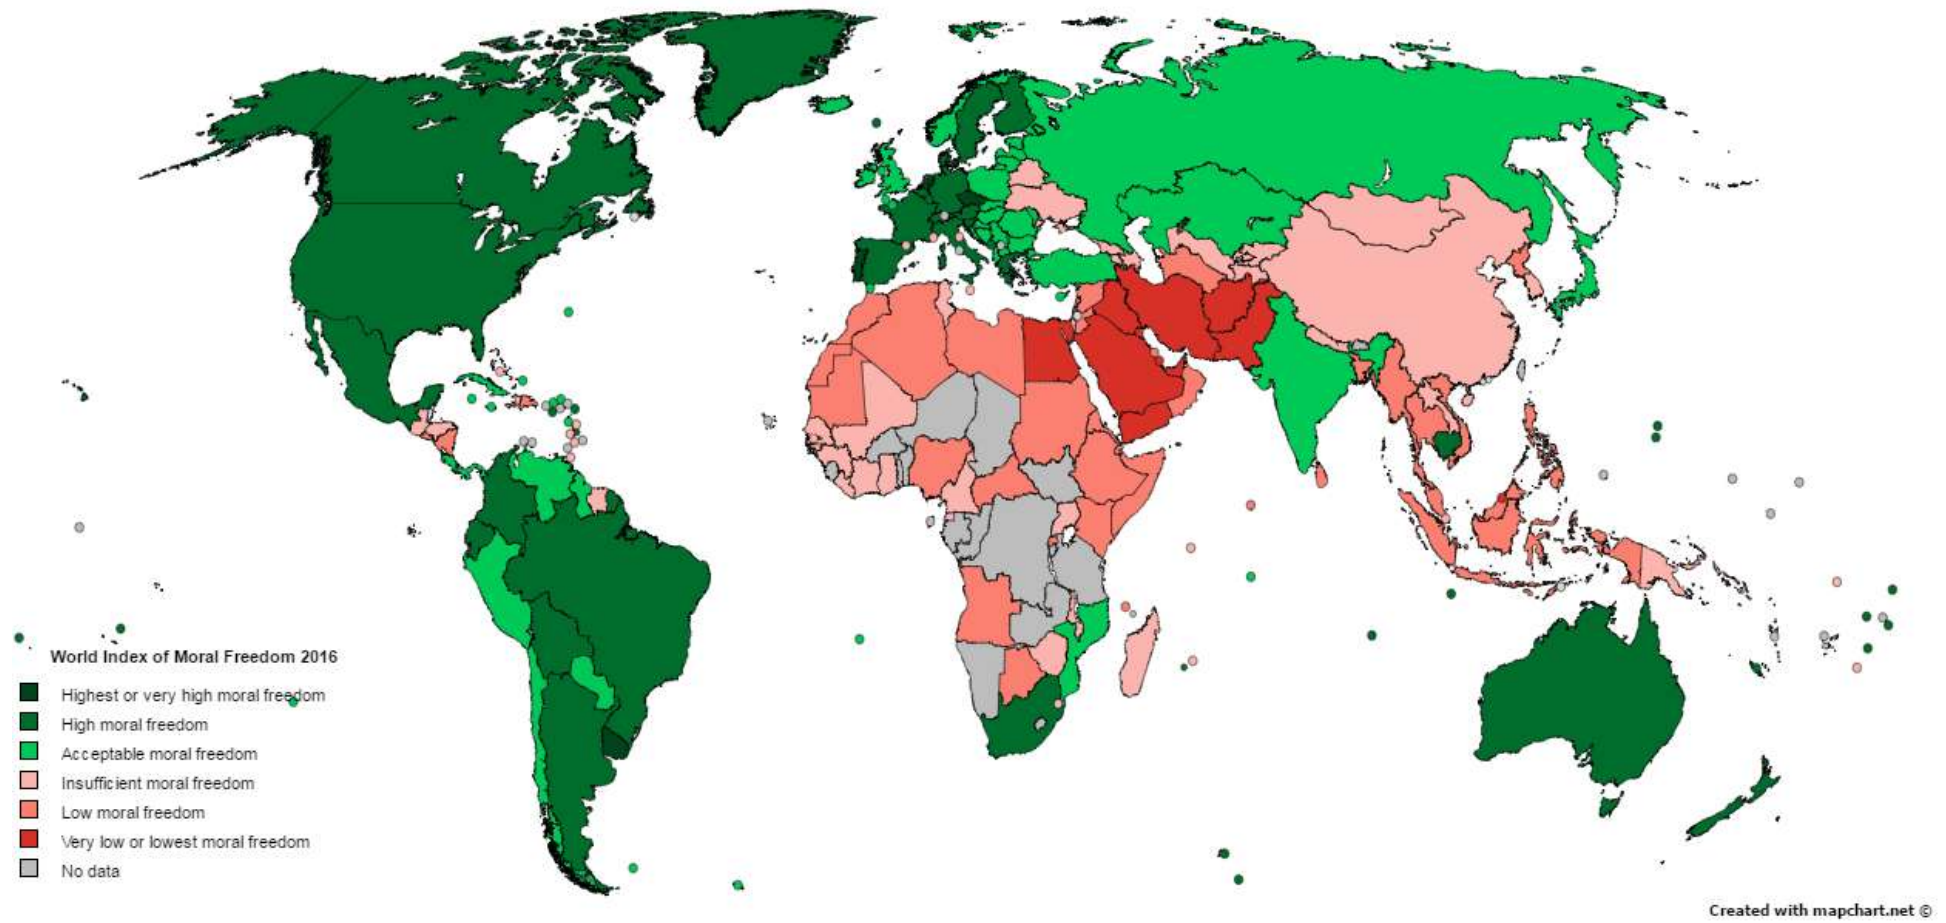 World Index of Moral Freedom 2016
Highest or very high moral freedom
High moral freedom
Acceptable moral freedom
Insufficient moral freedom
Low moral freedom
Very low or lowest moral freedom
No data
Created with mapchart.net ©